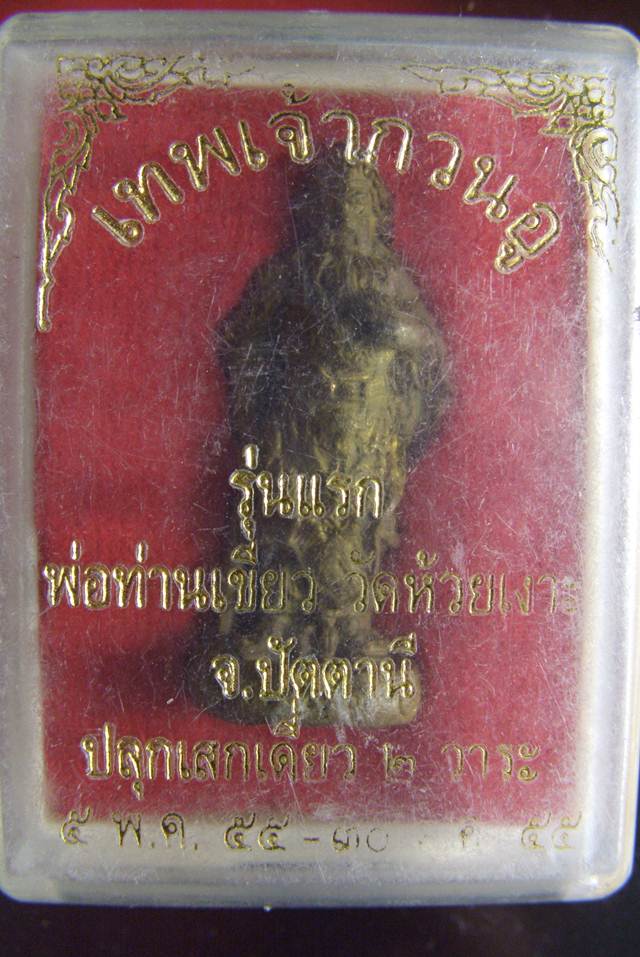 เทพเจ้ากวนอู
รุ่นแรก
พ่อท่านเขียว วัดห้วยเงาะ
จ.ปัตตานี
ปลุกเสกเดี่ยว ๒ วาระ
๕ พ.ค. ๕๕ - ๓๐ ๕๕